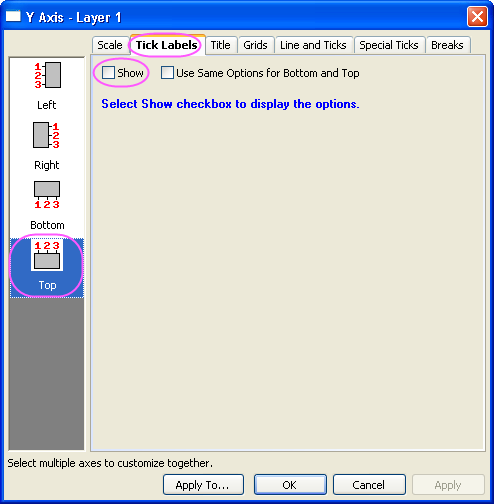 Y Axis - Layer 1
Scale Tick Labels Title Grids Line and Ticks Special Ticks Breaks
Show Use Same Options for Bottom and Top
Select Show checkbox to display the options.
1
2
3
Left
1
2
3
Right
1 2 3
Bottom
1 2 3
Top
Select multiple axes to customize together.
Apply To... OK Cancel Apply